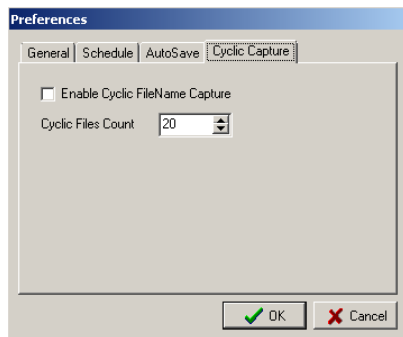 Preferences
General Schedule AutoSave Cyclic Capture
Enable Cyclic FileName Capture
Cyclic Files Count 20
OK Cancel